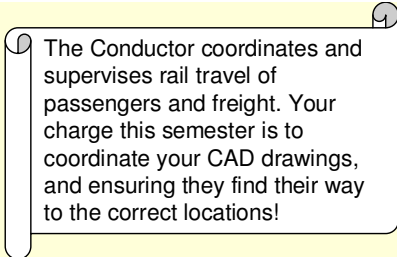 The Conductor coordinates and
supervises rail travel of
passengers and freight. Your
charge this semester is to
coordinate your CAD drawings,
and ensuring they find their way
to the correct locations!